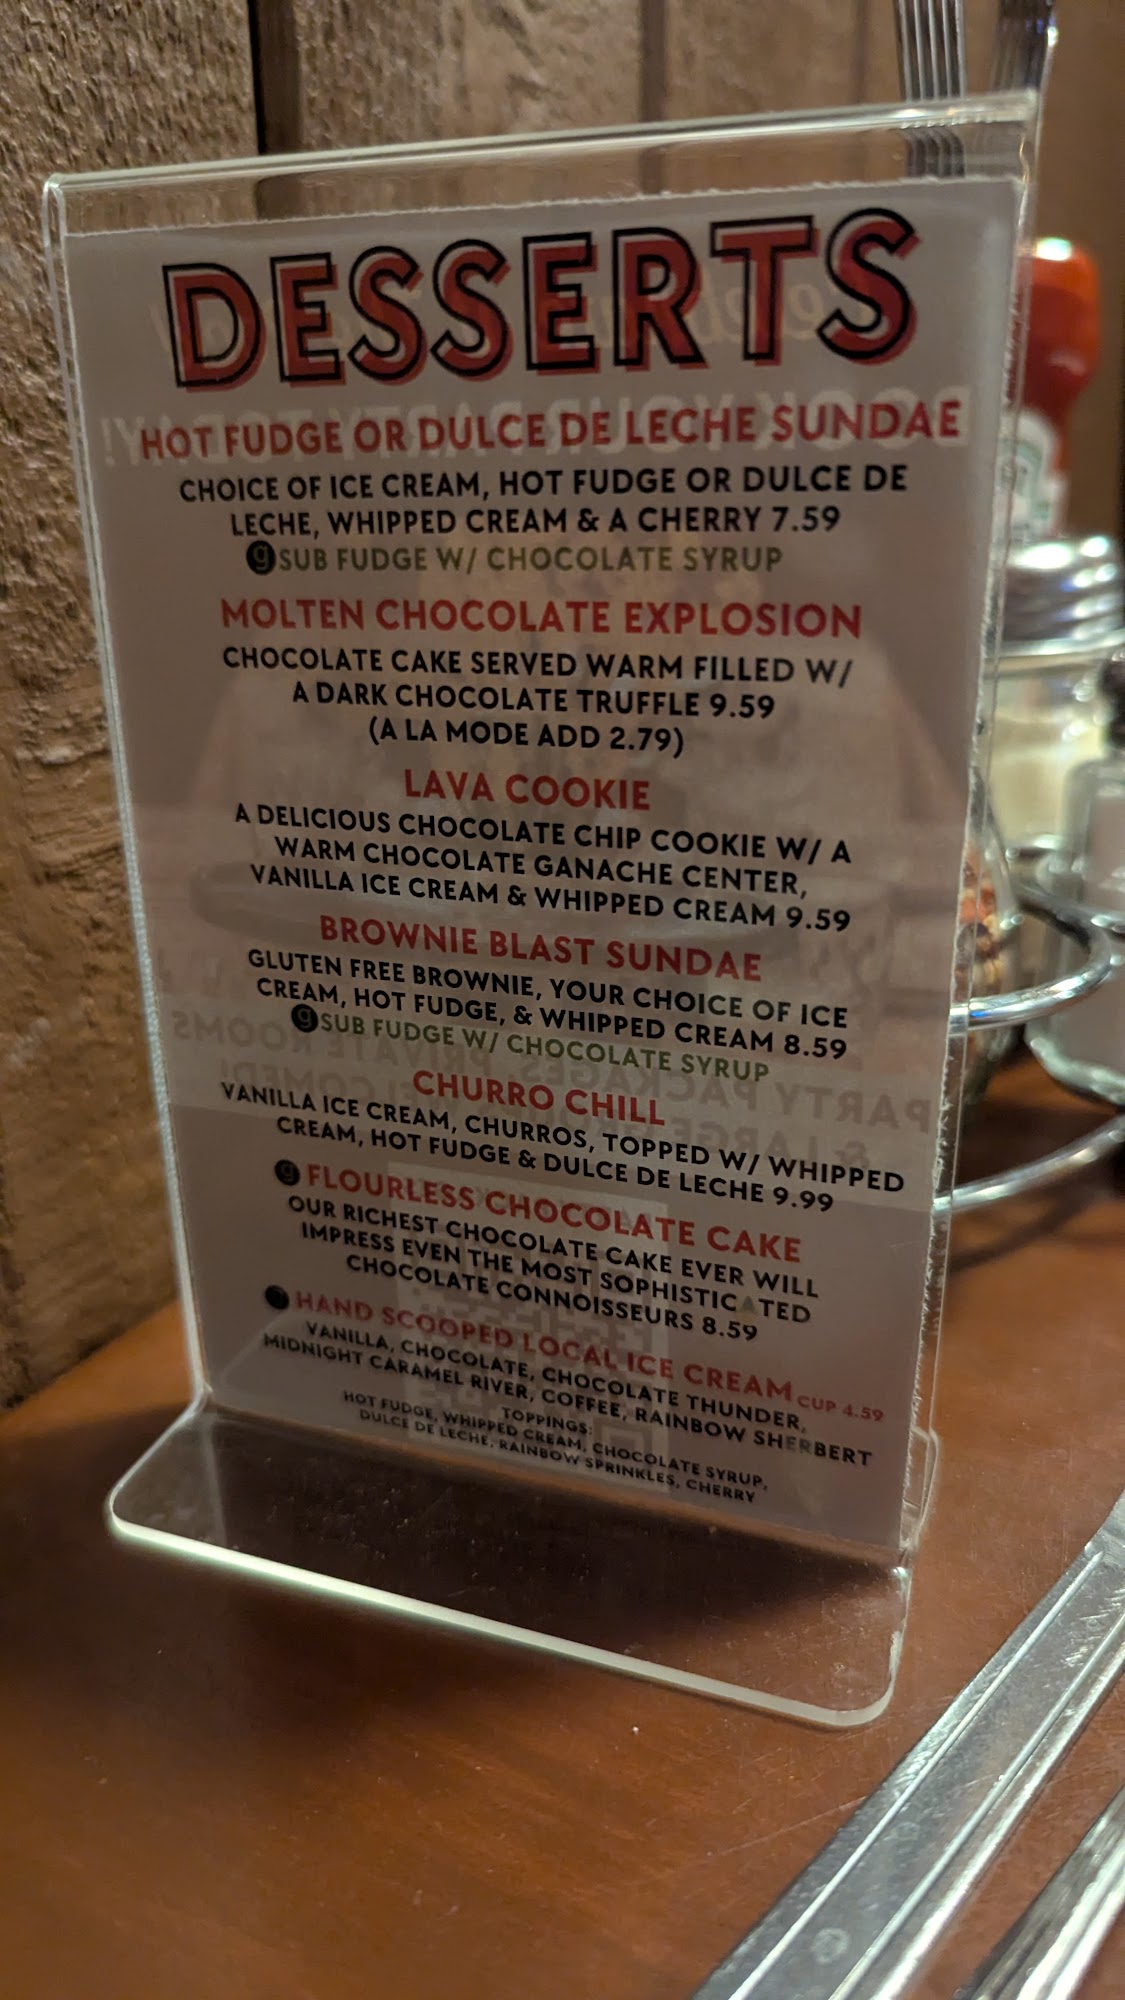 DESSERTS
HOT FUDGE OR DULCE DE LECHE SUNDAE
CHOICE OF ICE CREAM, HOT FUDGE OR DULCE DE
LECHE, WHIPPED CREAM & A CHERRY 7.59
g SUB FUDGE W/ CHOCOLATE SYRUP
MOLTEN CHOCOLATE EXPLOSION
CHOCOLATE CAKE SERVED WARM FILLED W/
A DARK CHOCOLATE TRUFFLE 9.59
(A LA MODE ADD 2.79)
LAVA COOKIE
A DELICIOUS CHOCOLATE CHIP COOKIE W/ A
WARM CHOCOLATE GANACHE CENTER,
VANILLA ICE CREAM & WHIPPED CREAM 9.59
BROWNIE BLAST SUNDAE
GLUTEN FREE BROWNIE, YOUR CHOICE OF ICE
CREAM, HOT FUDGE, & WHIPPED CREAM 8.59
g SUB FUDGE W/ CHOCOLATE SYRUP
CHURRO CHILL
VANILLA ICE CREAM, CHURROS, TOPPED W/ WHIPPED
CREAM, HOT FUDGE & DULCE DE LECHE 9.99
g FLOURLESS CHOCOLATE CAKE
OUR RICHEST CHOCOLATE CAKE EVER WILL
IMPRESS EVEN THE MOST SOPHISTICATED
CHOCOLATE CONNOISSEURS 8.59
HAND SCOOPED LOCAL ICE CREAM CUP 4.59
VANILLA, CHOCOLATE, CHOCOLATE THUNDER,
MIDNIGHT CARAMEL RIVER, COFFEE, RAINBOW SHERBERT
TOPPINGS:
HOT FUDGE, WHIPPED CREAM, CHOCOLATE SYRUP,
DULCE DE LECHE, RAINBOW SPRINKLES, CHERRY